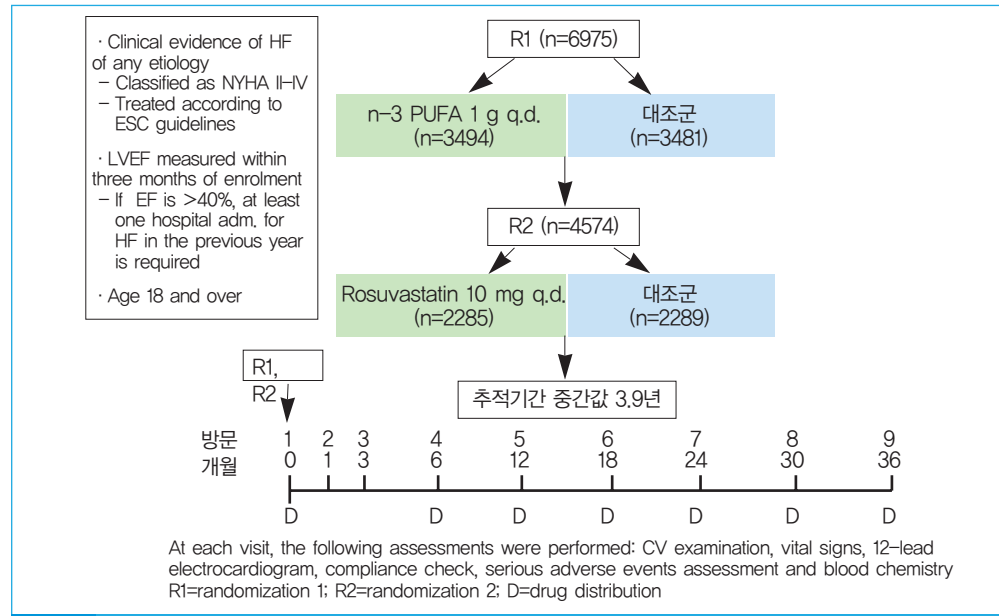 · Clinical evidence of HF
of any etiology
– Classified as NYHA II–IV
– Treated according to
ESC guidelines
· LVEF measured within
three months of enrolment
– If EF is >40%, at least
one hospital adm. for
HF in the previous year
is required
· Age 18 and over
R1 (n=6975)
n–3 PUFA 1 g q.d.
(n=3494)
대조군
(n=3481)
R2 (n=4574)
Rosuvastatin 10 mg q.d.
(n=2285)
대조군
(n=2289)
추적기간 중간값 3.9년
R1,
R2
방문 1 2 3 4 5 6 7 8 9
개월 0 1 3 6 12 18 24 30 36
D D D D D D D
At each visit, the following assessments were performed: CV examination, vital signs, 12–lead
electrocardiogram, compliance check, serious adverse events assessment and blood chemistry
R1=randomization 1; R2=randomization 2; D=drug distribution